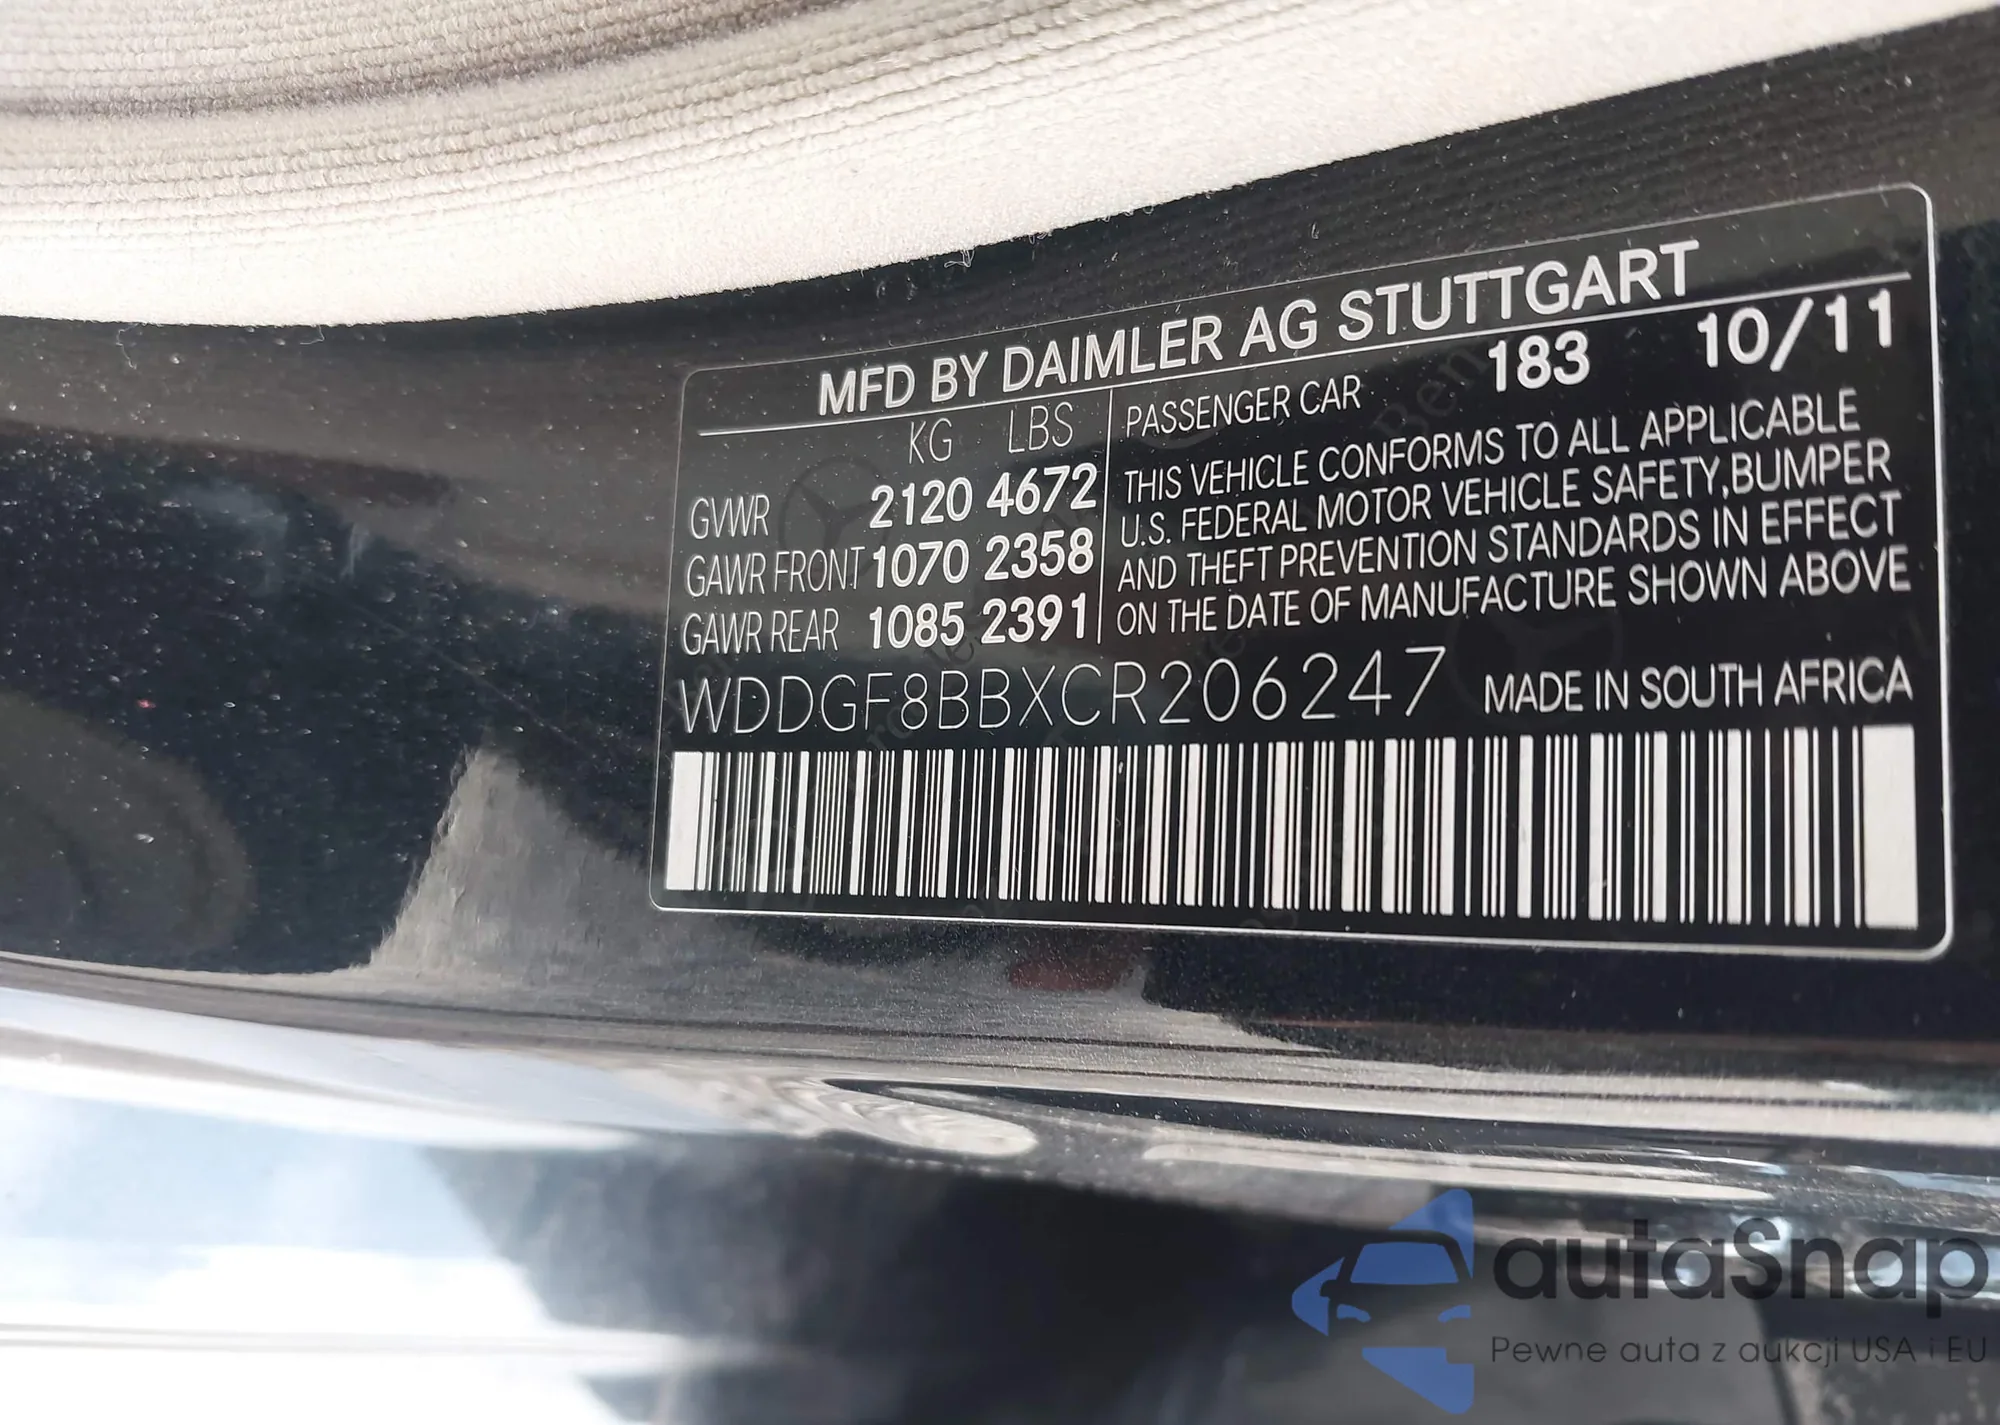 MFD BY DAIMLER AG STUTTGART
KG LBS
GVWR 2120 4672
GAWR FRONT 1070 2358
GAWR REAR 1085 2391
PASSENGER CAR 183 10/11
THIS VEHICLE CONFORMS TO ALL APPLICABLE
U.S. FEDERAL MOTOR VEHICLE SAFETY,BUMPER
AND THEFT PREVENTION STANDARDS IN EFFECT
ON THE DATE OF MANUFACTURE SHOWN ABOVE
WDDGF8BBXCR206247 MADE IN SOUTH AFRICA
autaSnap
Pewne auta z aukcji USA i EU